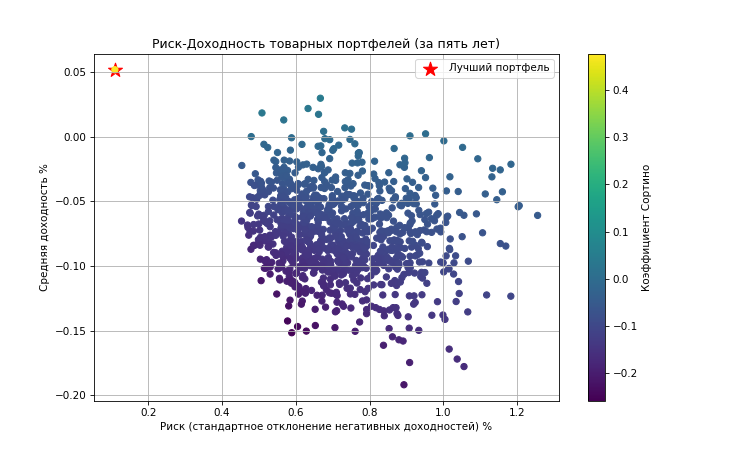 Риск-Доходность товарных портфелей (за пять лет)
Лучший портфель
Средняя доходность %
0.05
0.00
−0.05
−0.10
−0.15
−0.20
0.2 0.4 0.6 0.8 1.0 1.2
Риск (стандартное отклонение негативных доходностей) %
0.4
0.3
0.2
0.1
0.0
−0.1
−0.2
Коэффициент Сортино